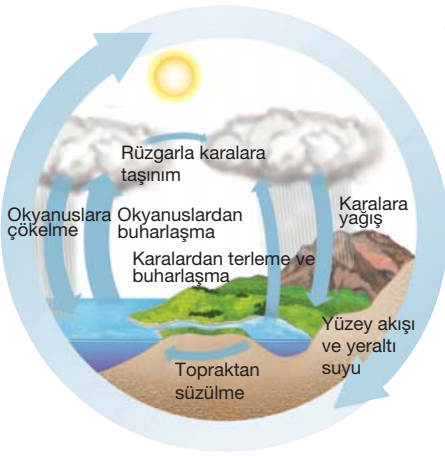 Rüzgarla karalara
taşınım
Okyanuslara
çökelme
Okyanuslardan
buharlaşma
Karalara
yağış
Karalardan terleme ve
buharlaşma
Yüzey akışı
ve yeraltı
suyu
Topraktan
süzülme